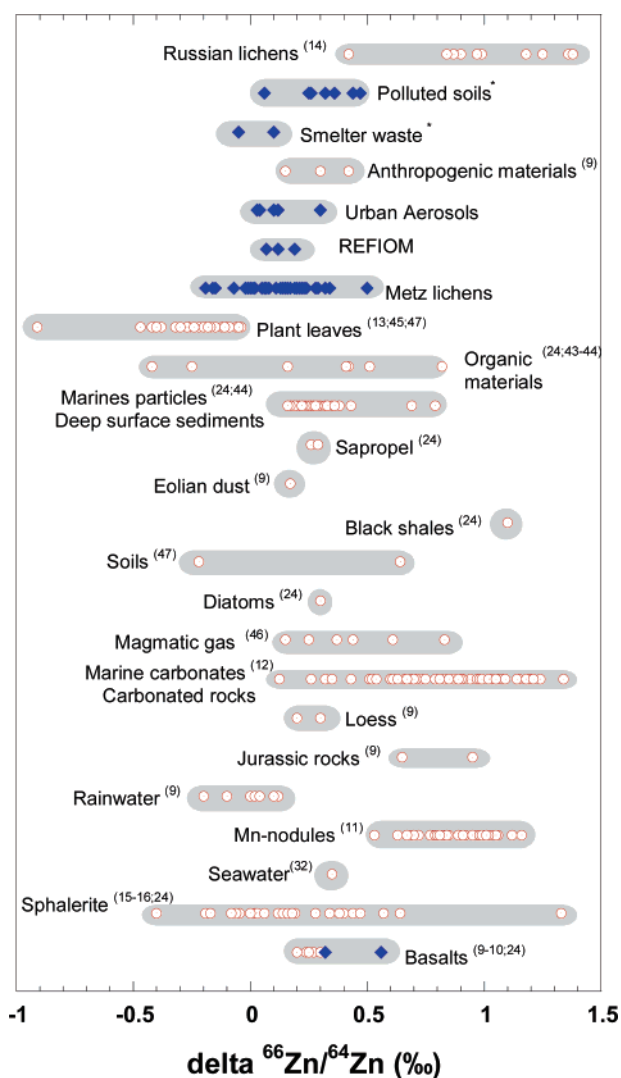 Russian lichens (14)
Polluted soils*
Smelter waste *
Anthropogenic materials (9)
Urban Aerosols
REFIOM
Metz lichens
Plant leaves (13;45;47)
Organic (24;43-44)
materials
Marines particles (24;44)
Deep surface sediments
Sapropel (24)
Eolian dust (9)
Black shales (24)
Soils (47)
Diatoms (24)
Magmatic gas (46)
Marine carbonates (12)
Carbonated rocks
Loess (9)
Jurassic rocks (9)
Rainwater (9)
Mn-nodules (11)
Seawater(32)
Sphalerite (15-16;24)
Basalts (9-10;24)
-1 -0.5 0 0.5 1 1.5
delta 66Zn/64Zn (‰)